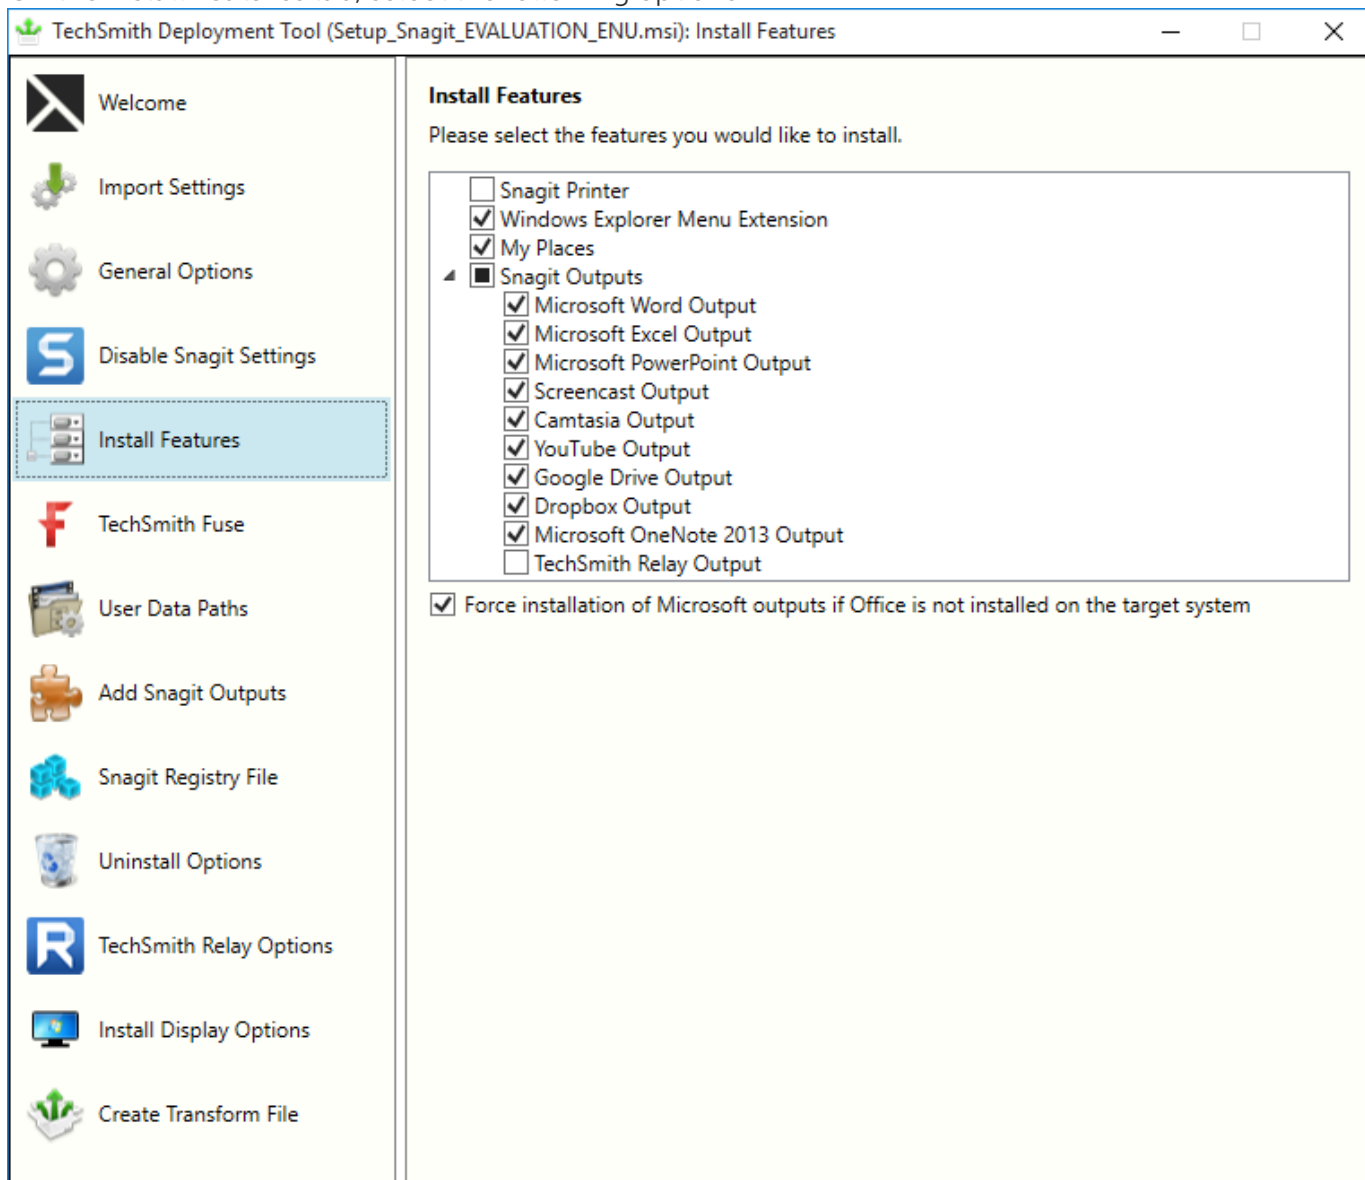 TechSmith Deployment Tool (Setup_Snagit_EVALUATION_ENU.msi): Install Features
Welcome
Import Settings
General Options
Disable Snagit Settings
Install Features
TechSmith Fuse
User Data Paths
Add Snagit Outputs
Snagit Registry File
Uninstall Options
TechSmith Relay Options
Install Display Options
Create Transform File
Install Features
Please select the features you would like to install.
Snagit Printer
Windows Explorer Menu Extension
My Places
Snagit Outputs
Microsoft Word Output
Microsoft Excel Output
Microsoft PowerPoint Output
Screencast Output
Camtasia Output
YouTube Output
Google Drive Output
Dropbox Output
Microsoft OneNote 2013 Output
TechSmith Relay Output
Force installation of Microsoft outputs if Office is not installed on the target system